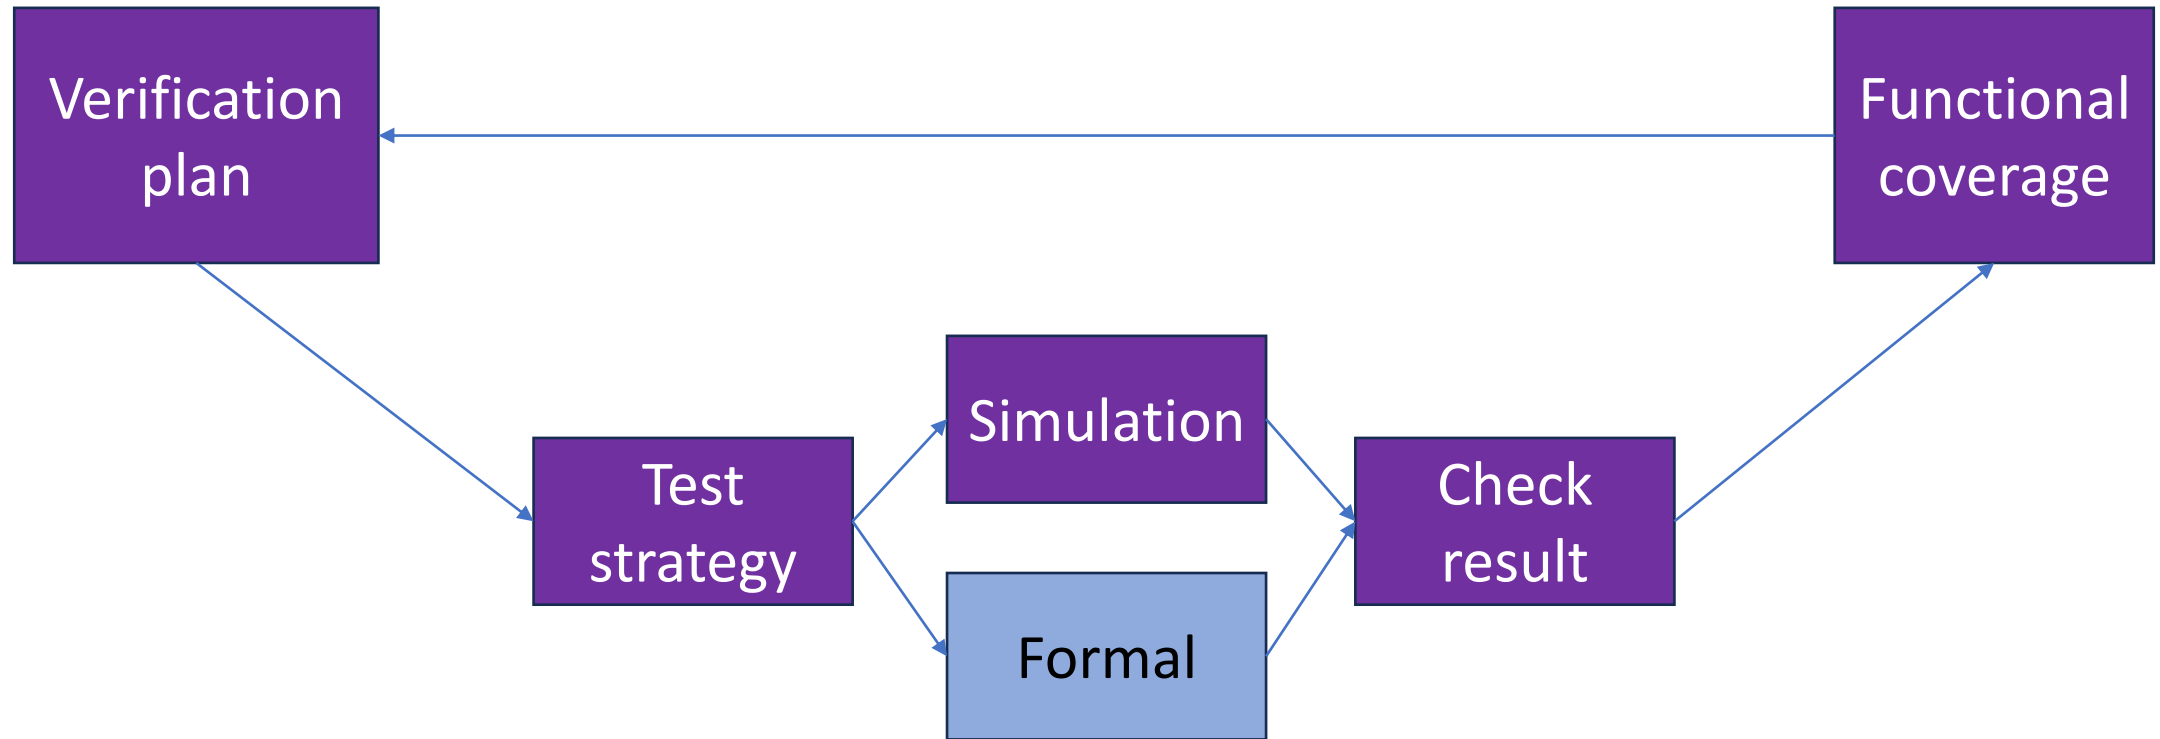 Verification
plan
Functional
coverage
Simulation
Test
strategy
Check
result
Formal